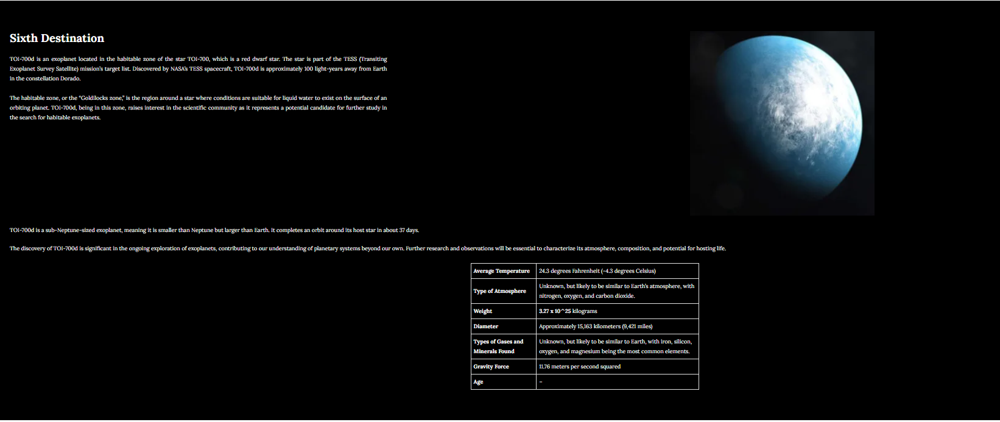 Sixth Destination
TOI-700d is an exoplanet located in the habitable zone of the star TOI-700, which is a red dwarf star. The star is part of the TESS (Transiting
Exoplanet Survey Satellite) mission's target list. Discovered by NASA's TESS spacecraft, TOI-700d is approximately 100 light-years away from Earth
in the constellation Dorado.
The habitable zone, or the “Goldilocks zone,” is the region around a star where conditions are suitable for liquid water to exist on the surface of an
orbiting planet. TOI-700d, being in this zone, raises interest in the scientific community as it represents a potential candidate for further study in
the search for habitable exoplanets.
TOI-700d is a sub-Neptune-sized exoplanet, meaning it is smaller than Neptune but larger than Earth. It completes an orbit around its host star in about 37 days.
The discovery of TOI-700d is significant in the ongoing exploration of exoplanets, contributing to our understanding of planetary systems beyond our own. Further research and observations will be essential to characterize its atmosphere, composition, and potential for hosting life.
Average Temperature 24.3 degrees Fahrenheit (-4.3 degrees Celsius)
Type of Atmosphere Unknown, but likely to be similar to Earth's atmosphere, with
nitrogen, oxygen, and carbon dioxide.
Weight 3.27 x 10^25 kilograms
Diameter Approximately 15,163 kilometers (9,421 miles)
Types of Gases and Unknown, but likely to be similar to Earth, with iron, silicon,
Minerals Found oxygen, and magnesium being the most common elements.
Gravity Force 11.76 meters per second squared
Age –